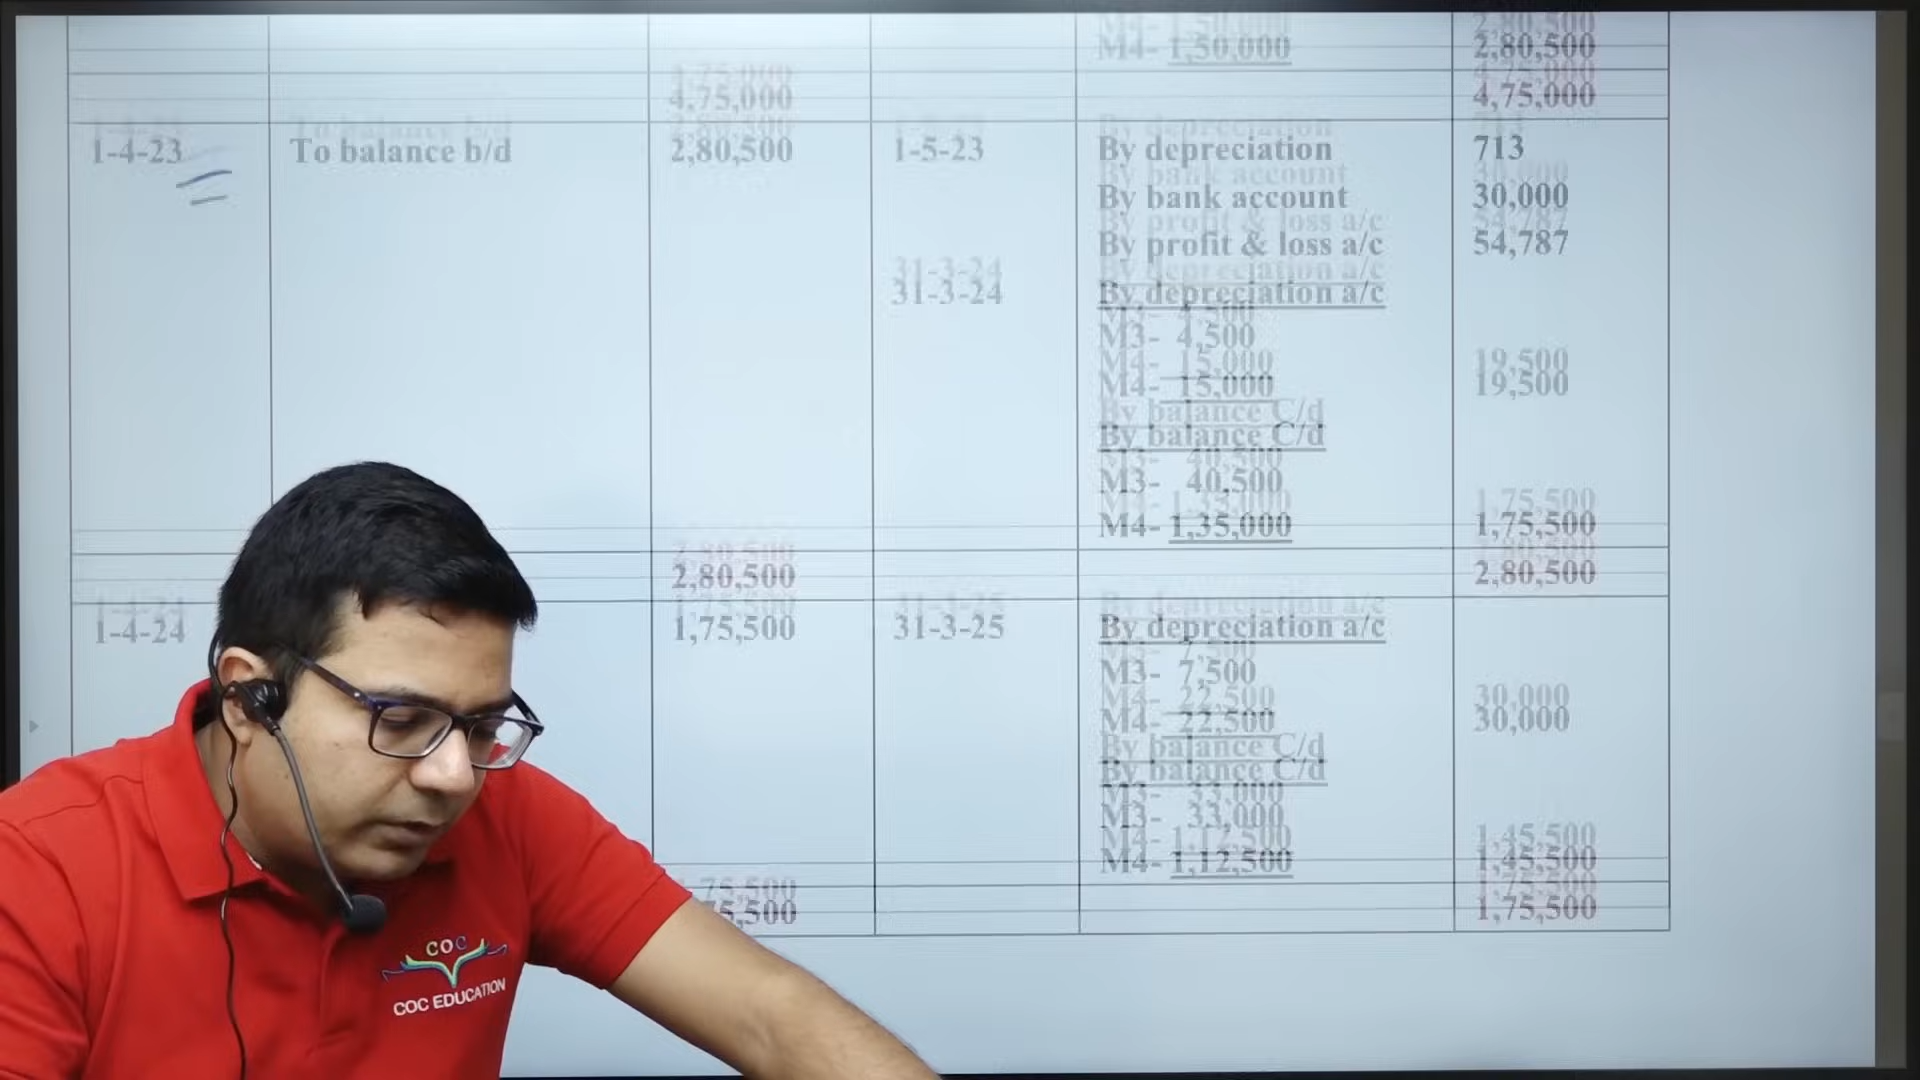 M4- 1,50,000 2,80,500
4,75,000 4,75,000
1-4-23 To balance b/d 2,80,500 1-5-23 By depreciation 713
By bank account 30,000
By profit & loss a/c 54,787
31-3-24 By depreciation a/c
M3- 4,500
M4- 15,000 19,500
By balance C/d
M3- 40,500
M4- 1,35,000 1,75,500
2,80,500 2,80,500
1-4-24 1,75,500 31-3-25 By depreciation a/c
M3- 7,500
M4- 22,500 30,000
By balance C/d
M3- 33,000
M4- 1,12,500 1,45,500
5,500 1,75,500
COC
COC EDUCATION